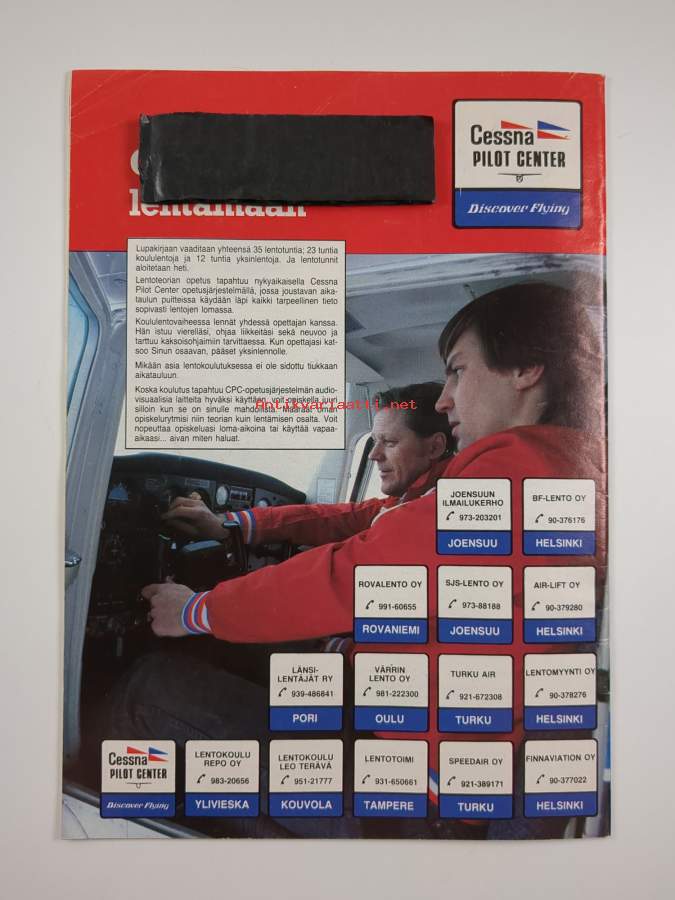 Cessna
PILOT CENTER
Discover Flying
lentämään
Lupakirjaan vaaditaan yhteensä 35 lentotuntia; 23 tuntia
koululentoja ja 12 tuntia yksinlentoja. Ja lentotunnit
aloitetaan heti.
Lentoteorian opetus tapahtuu nykyaikaisella Cessna
Pilot Center opetusjärjestelmällä, jossa joustavan aika-
taulun puitteissa käydään läpi kaikki tarpeellinen tieto
sopivasti lentojen lomassa.
Koululentovaiheessa lennät yhdessä opettajan kanssa.
Hän istuu vierelläsi, ohjaa liikkeitäsi sekä neuvoo ja
tarttuu kaksoisohjaimiin tarvittaessa. Kun opettajasi kat-
soo Sinun osaavan, pääset yksinlennolle.
Mikään asia lentokoulutuksessa ei ole sidottu tiukkaan
aikatauluun.
Koska koulutus tapahtuu CPC-opetusjärjestelmän audio-
visuaalisia laitteita hyväksi käyttäen, voit opiskella juuri
silloin kun se on sinulle mahdollista. Määräät oman
opiskelurytmisi niin teorian kuin lentämisen osalta. Voit
nopeuttaa opiskeluasi loma-aikoina tai käyttää vapaa-
aikaasi... aivan miten haluat.
Antikvariaatti.net
JOENSUUN
ILMAILUKERHO
973-203201
JOENSUU
BF-LENTO OY
90-376176
HELSINKI
ROVALENTO OY
991-60655
ROVANIEMI
SJS-LENTO OY
973-88188
JOENSUU
AIR-LIFT OY
90-379280
HELSINKI
LÄNSI-
LENTÄJÄT RY
939-486841
PORI
VÄRRIN
LENTO OY
981-222300
OULU
TURKU AIR
921-672308
TURKU
LENTOMYYNTI OY
90-378276
HELSINKI
Cessna
PILOT CENTER
Discover Flying
LENTOKOULU
REPO OY
983-20656
YLIVIESKA
LENTOKOULU
LEO TERÄVÄ
951-21777
KOUVOLA
LENTOTOIMI
931-650661
TAMPERE
SPEEDAIR OY
921-389171
TURKU
FINNAVIATION OY
90-377022
HELSINKI